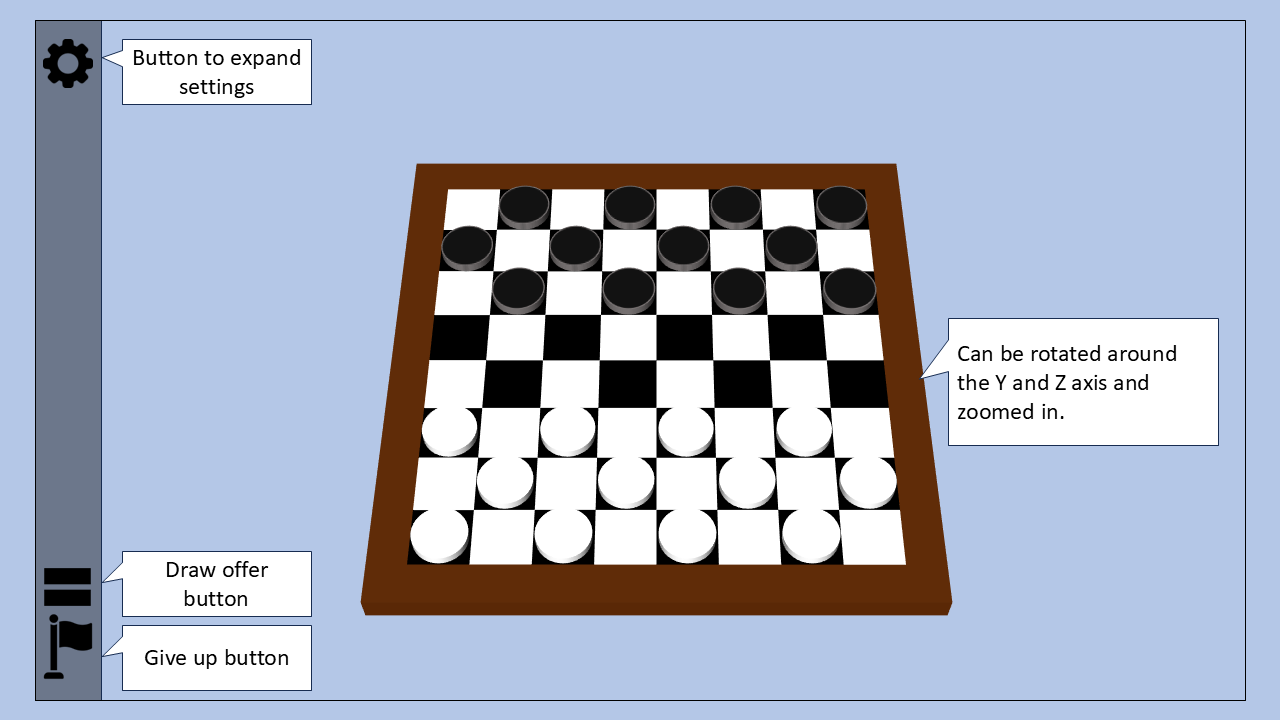 Button to expand
settings
Can be rotated around
the Y and Z axis and
zoomed in.
Draw offer
button
Give up button